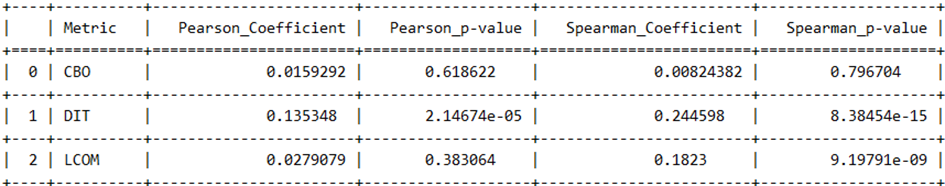 +----+----------+-----------------------+-------------------+------------------------+--------------------+
|    | Metric   |   Pearson_Coefficient |   Pearson_p-value |   Spearman_Coefficient |   Spearman_p-value |
+====+==========+=======================+===================+========================+====================+
|  0 | CBO      |             0.0159292 |       0.618622    |             0.00824382 |        0.796704    |
+----+----------+-----------------------+-------------------+------------------------+--------------------+
|  1 | DIT      |             0.135348  |       2.14674e-05 |             0.244598   |        8.38454e-15 |
+----+----------+-----------------------+-------------------+------------------------+--------------------+
|  2 | LCOM     |             0.0279079 |       0.383064    |             0.1823     |        9.19791e-09 |
+----+----------+-----------------------+-------------------+------------------------+--------------------+